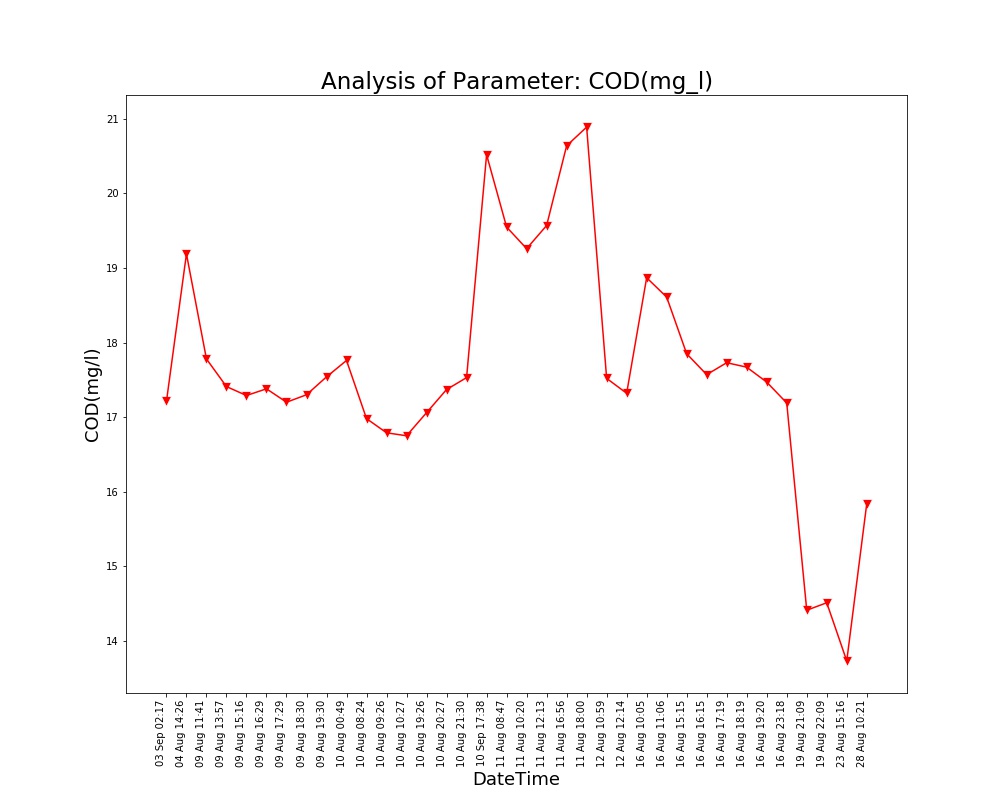 Analysis of Parameter: COD(mg_l)
21
20
19
18
17
16
15
14
COD(mg/l)
03 Sep 02:17
04 Aug 14:26
09 Aug 11:41
09 Aug 13:57
09 Aug 15:16
09 Aug 16:29
09 Aug 17:29
09 Aug 18:30
09 Aug 19:30
10 Aug 00:49
10 Aug 08:24
10 Aug 09:26
10 Aug 10:27
10 Aug 19:26
10 Aug 20:27
10 Aug 21:30
10 Sep 17:38
11 Aug 08:47
11 Aug 10:20
11 Aug 12:13
11 Aug 16:56
11 Aug 18:00
12 Aug 10:59
12 Aug 12:14
16 Aug 10:05
16 Aug 11:06
16 Aug 15:15
16 Aug 16:15
16 Aug 17:19
16 Aug 18:19
16 Aug 19:20
16 Aug 23:18
19 Aug 21:09
19 Aug 22:09
23 Aug 15:16
28 Aug 10:21
DateTime